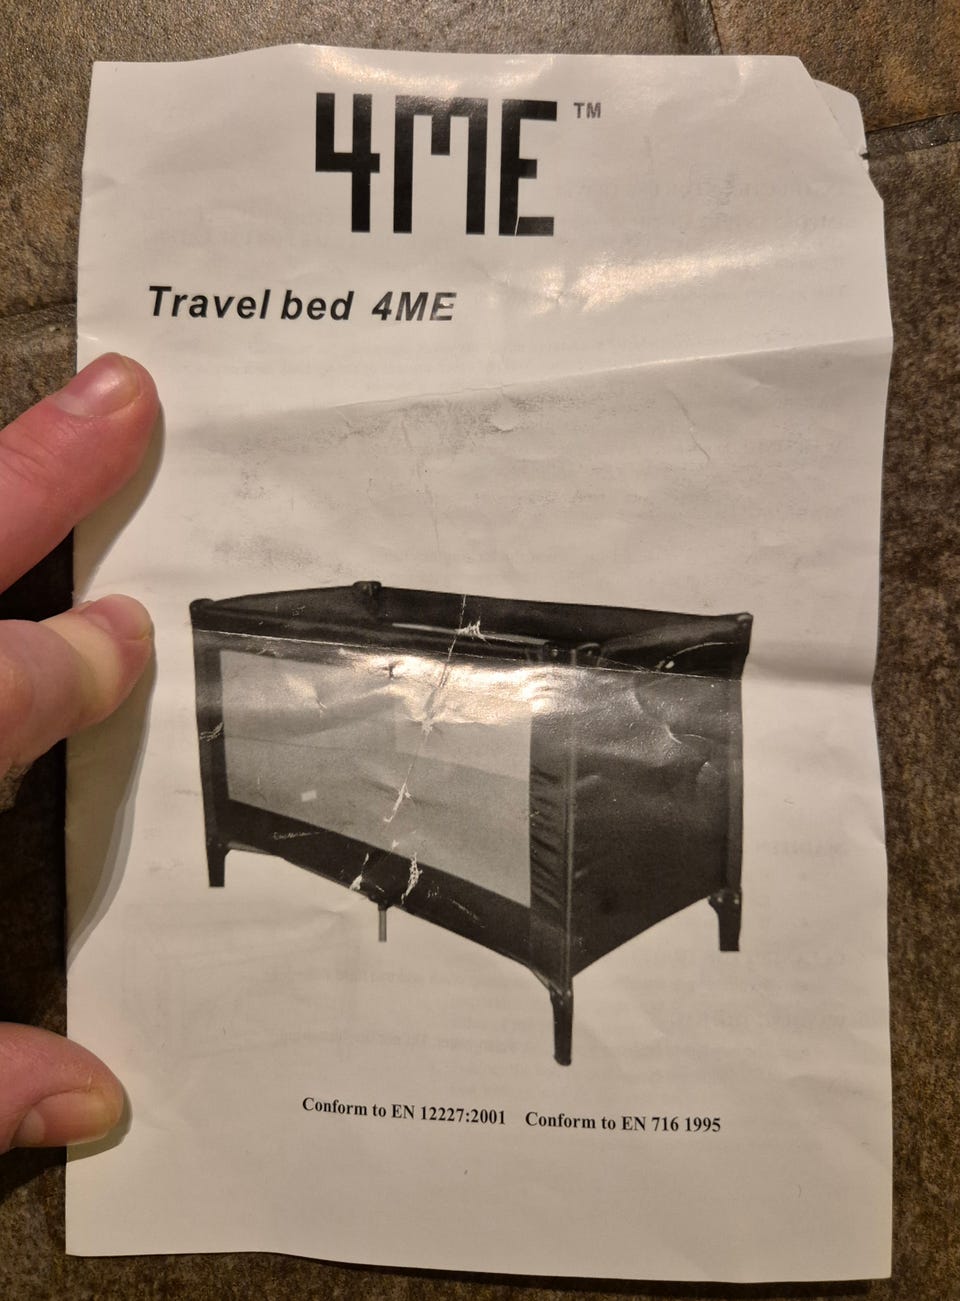 4ME™
Travel bed 4ME
Conform to EN 12227:2001 Conform to EN 716 1995